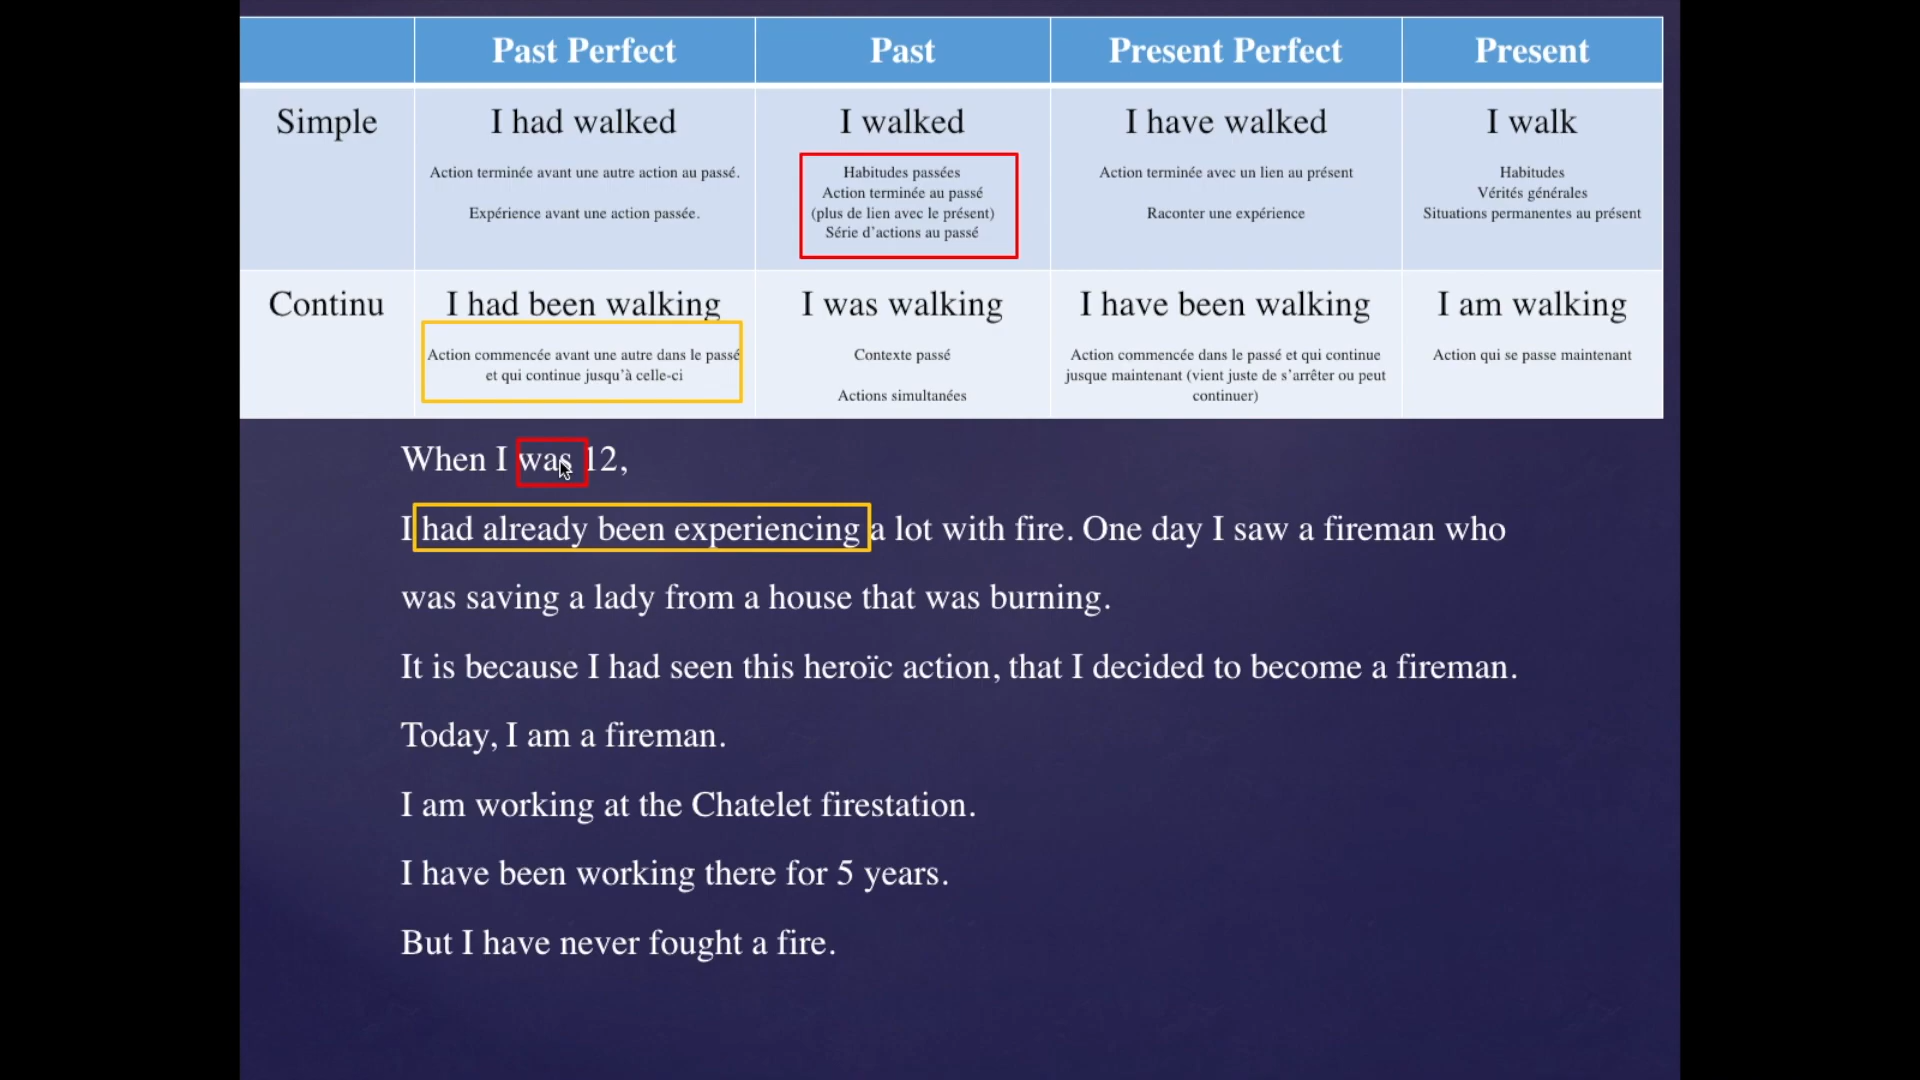 Past Perfect Past Present Perfect Present
Simple I had walked I walked I have walked I walk
Action terminée avant une autre action au passé.
Expérience avant une action passée.
Habitudes passées
Action terminée au passé
(plus de lien avec le présent)
Série d'actions au passé
Action terminée avec un lien au présent
Raconter une expérience
Habitudes
Vérités générales
Situations permanentes au présent
Continu I had been walking I was walking I have been walking I am walking
Action commencée avant une autre dans le passé
et qui continue jusqu'à celle-ci
Contexte passé
Actions simultanées
Action commencée dans le passé et qui continue
jusque maintenant (vient juste de s'arrêter ou peut
continuer)
Action qui se passe maintenant
When I was 12,
I had already been experiencing a lot with fire. One day I saw a fireman who
was saving a lady from a house that was burning.
It is because I had seen this heroïc action, that I decided to become a fireman.
Today, I am a fireman.
I am working at the Chatelet firestation.
I have been working there for 5 years.
But I have never fought a fire.